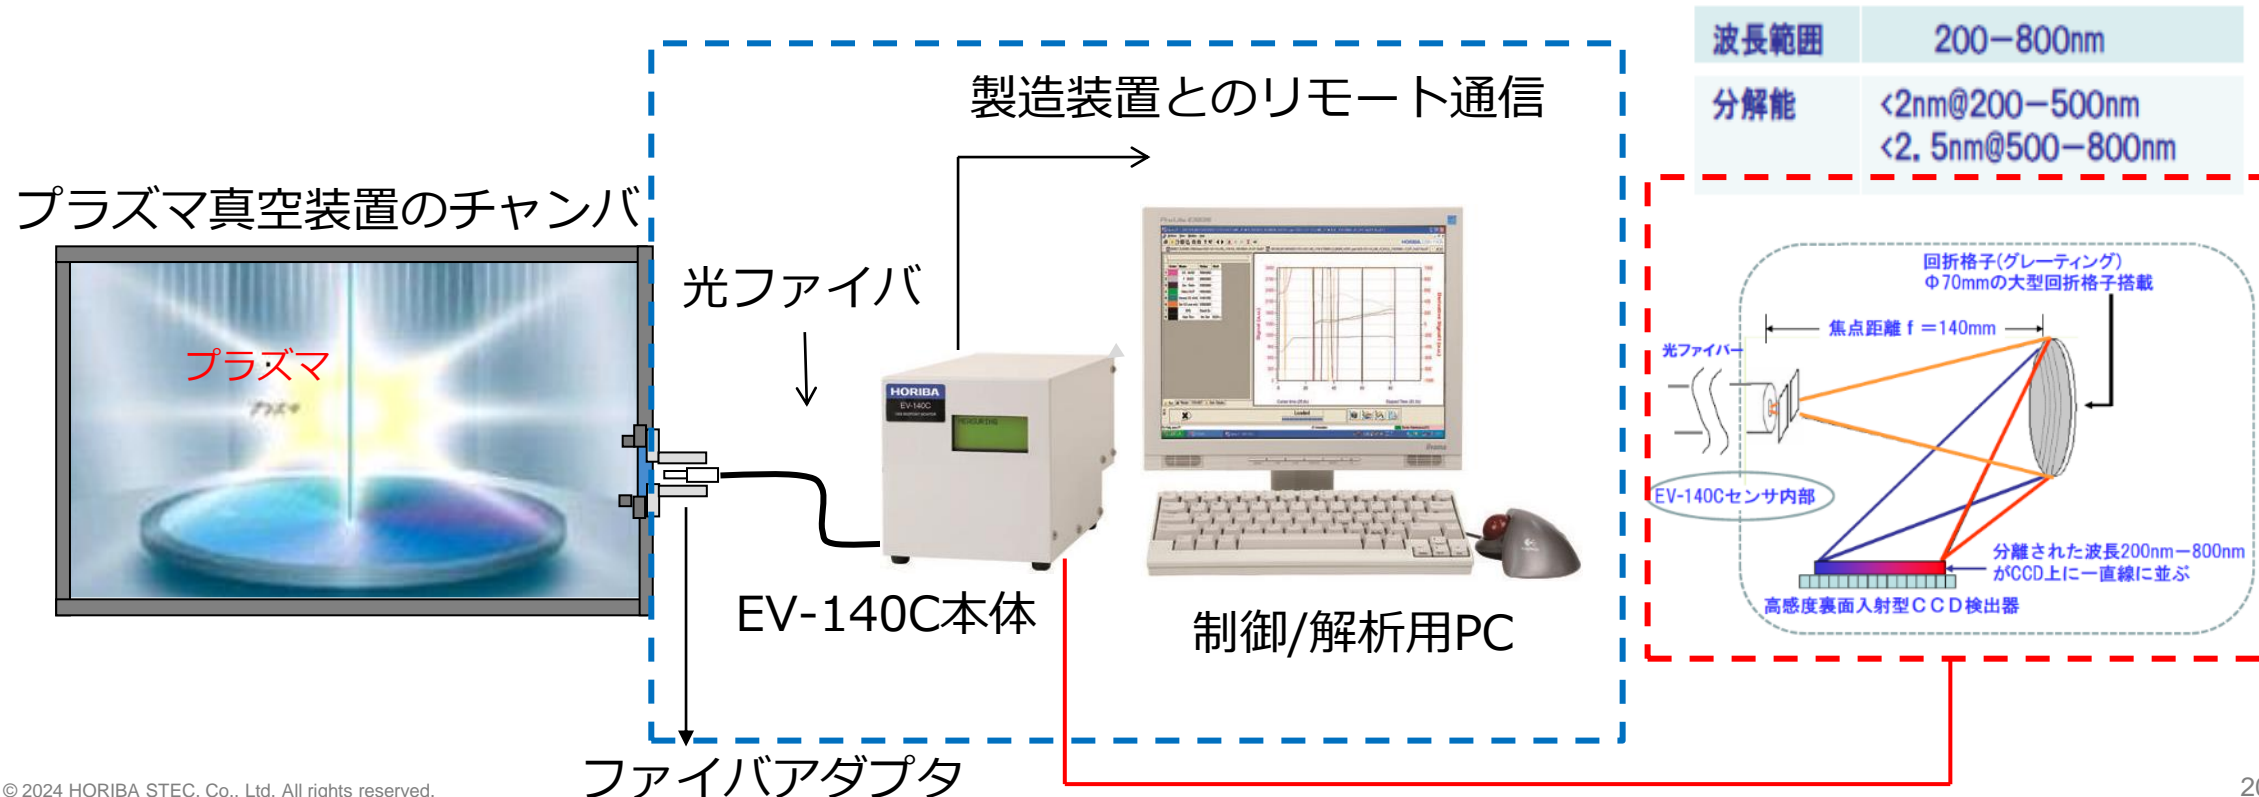 波長範囲 200-800nm
分解能 <2nm@200-500nm
<2.5nm@500-800nm
製造装置とのリモート通信
プラズマ真空装置のチャンバ
プラズマ
プラズマ
光ファイバ
HORIBA
EV-140C
MEASURING
EV-140C本体
制御/解析用PC
ファイバアダプタ
回折格子(グレーティング)
Φ70mmの大型回折格子搭載
焦点距離 f =140mm
光ファイバー
EV-140Cセンサ内部
分離された波長200nm-800nm
がCCD上に一直線に並ぶ
高感度裏面入射型CCD検出器
© 2024 HORIBA STEC, Co., Ltd. All rights reserved.